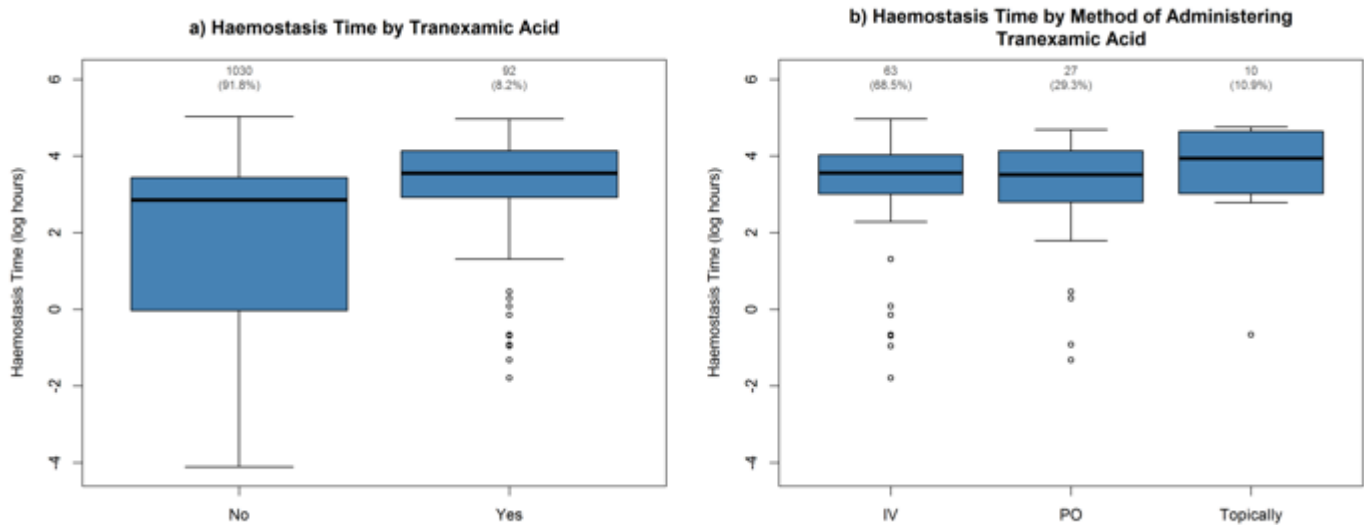 a) Haemostasis Time by Tranexamic Acid
1030
(91.8%)
92
(8.2%)
Haemostasis Time (log hours)
6
4
2
0
-2
-4
No
Yes
b) Haemostasis Time by Method of Administering
Tranexamic Acid
63
(68.5%)
27
(29.3%)
10
(10.9%)
Haemostasis Time (log hours)
6
4
2
0
-2
-4
IV
PO
Topically